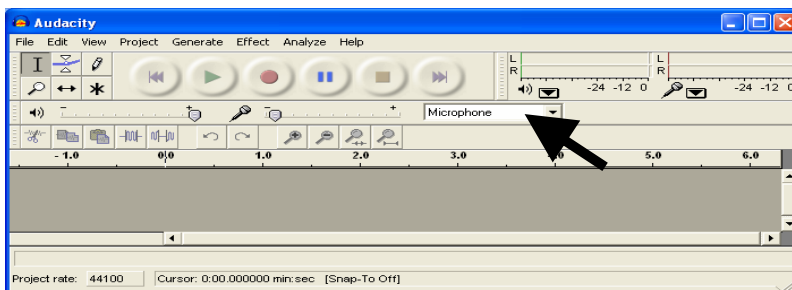 Audacity
File Edit View Project Generate Effect Analyze Help
L
R
-24 -12 0
L
R
-24 -12 0
- + - + Microphone
- 1.0 0.0 1.0 2.0 3.0 5.0 6.0
Project rate: 44100 Cursor: 0:00.000000 min:sec [Snap-To Off]